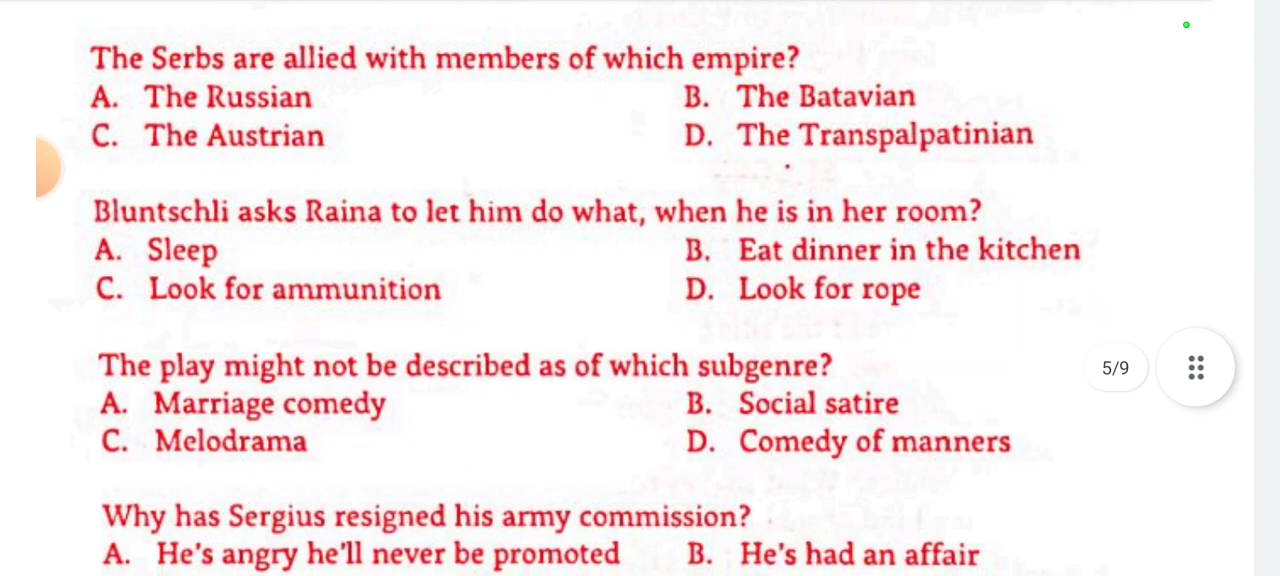 The Serbs are allied with members of which empire?
A. The Russian B. The Batavian
C. The Austrian D. The Transpalpatinian
Bluntschli asks Raina to let him do what, when he is in her room?
A. Sleep B. Eat dinner in the kitchen
C. Look for ammunition D. Look for rope
The play might not be described as of which subgenre?
5/9
A. Marriage comedy B. Social satire
C. Melodrama D. Comedy of manners
Why has Sergius resigned his army commission?
A. He's angry he'll never be promoted B. He's had an affair